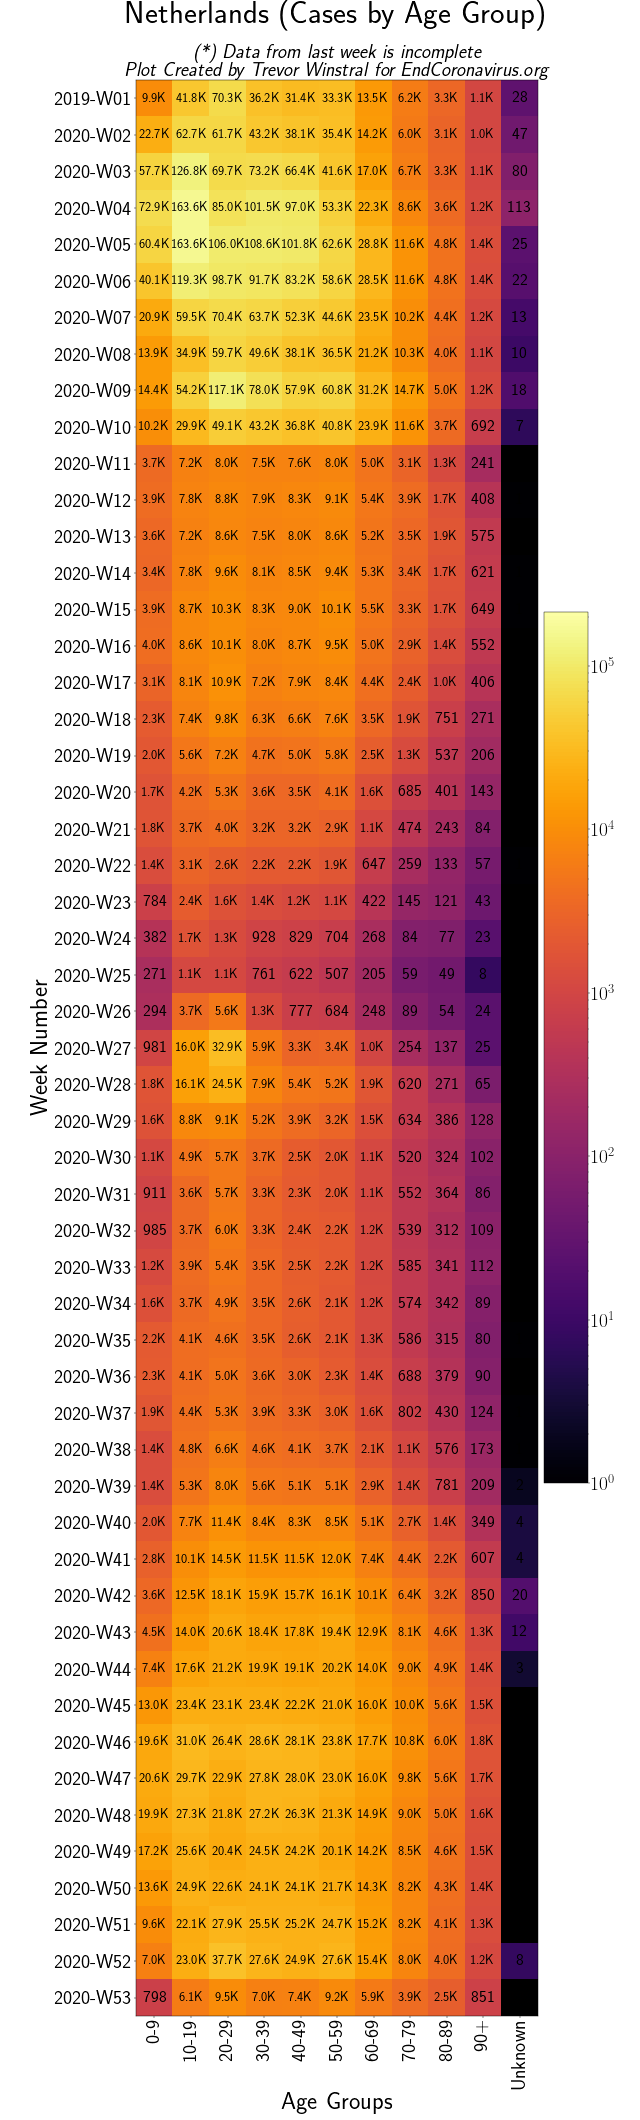 Netherlands (Cases by Age Group)
(*) Data from last week is incomplete
Plot Created by Trevor Winstral for EndCoronavirus.org
2019-W01 9.9K 41.8K 70.3K 36.2K 31.4K 33.3K 13.5K 6.2K 3.3K 1.1K 28
2020-W02 22.7K 62.7K 61.7K 43.2K 38.1K 35.4K 14.2K 6.0K 3.1K 1.0K 47
2020-W03 57.7K 126.8K 69.7K 73.2K 66.4K 41.6K 17.0K 6.7K 3.3K 1.1K 80
2020-W04 72.9K 163.6K 85.0K 101.5K 97.0K 53.3K 22.3K 8.6K 3.6K 1.2K 113
2020-W05 60.4K 163.6K 106.0K 108.6K 101.8K 62.6K 28.8K 11.6K 4.8K 1.4K 25
2020-W06 40.1K 119.3K 98.7K 91.7K 83.2K 58.6K 28.5K 11.6K 4.8K 1.4K 22
2020-W07 20.9K 59.5K 70.4K 63.7K 52.3K 44.6K 23.5K 10.2K 4.4K 1.2K 13
2020-W08 13.9K 34.9K 59.7K 49.6K 38.1K 36.5K 21.2K 10.3K 4.0K 1.1K 10
2020-W09 14.4K 54.2K 117.1K 78.0K 57.9K 60.8K 31.2K 14.7K 5.0K 1.2K 18
2020-W10 10.2K 29.9K 49.1K 43.2K 36.8K 40.8K 23.9K 11.6K 3.7K 692 7
2020-W11 3.7K 7.2K 8.0K 7.5K 7.6K 8.0K 5.0K 3.1K 1.3K 241
2020-W12 3.9K 7.8K 8.8K 7.9K 8.3K 9.1K 5.4K 3.9K 1.7K 408
2020-W13 3.6K 7.2K 8.6K 7.5K 8.0K 8.6K 5.2K 3.5K 1.9K 575
2020-W14 3.4K 7.8K 9.6K 8.1K 8.5K 9.4K 5.3K 3.4K 1.7K 621
2020-W15 3.9K 8.7K 10.3K 8.3K 9.0K 10.1K 5.5K 3.3K 1.7K 649
2020-W16 4.0K 8.6K 10.1K 8.0K 8.7K 9.5K 5.0K 2.9K 1.4K 552
2020-W17 3.1K 8.1K 10.9K 7.2K 7.9K 8.4K 4.4K 2.4K 1.0K 406
2020-W18 2.3K 7.4K 9.8K 6.3K 6.6K 7.6K 3.5K 1.9K 751 271
2020-W19 2.0K 5.6K 7.2K 4.7K 5.0K 5.8K 2.5K 1.3K 537 206
2020-W20 1.7K 4.2K 5.3K 3.6K 3.5K 4.1K 1.6K 685 401 143
2020-W21 1.8K 3.7K 4.0K 3.2K 3.2K 2.9K 1.1K 474 243 84
2020-W22 1.4K 3.1K 2.6K 2.2K 2.2K 1.9K 647 259 133 57
2020-W23 784 2.4K 1.6K 1.4K 1.2K 1.1K 422 145 121 43
2020-W24 382 1.7K 1.3K 928 829 704 268 84 77 23
2020-W25 271 1.1K 1.1K 761 622 507 205 59 49 8
2020-W26 294 3.7K 5.6K 1.3K 777 684 248 89 54 24
2020-W27 981 16.0K 32.9K 5.9K 3.3K 3.4K 1.0K 254 137 25
2020-W28 1.8K 16.1K 24.5K 7.9K 5.4K 5.2K 1.9K 620 271 65
2020-W29 1.6K 8.8K 9.1K 5.2K 3.9K 3.2K 1.5K 634 386 128
2020-W30 1.1K 4.9K 5.7K 3.7K 2.5K 2.0K 1.1K 520 324 102
2020-W31 911 3.6K 5.7K 3.3K 2.3K 2.0K 1.1K 552 364 86
2020-W32 985 3.7K 6.0K 3.3K 2.4K 2.2K 1.2K 539 312 109
2020-W33 1.2K 3.9K 5.4K 3.5K 2.5K 2.2K 1.2K 585 341 112
2020-W34 1.6K 3.7K 4.9K 3.5K 2.6K 2.1K 1.2K 574 342 89
2020-W35 2.2K 4.1K 4.6K 3.5K 2.6K 2.1K 1.3K 586 315 80
2020-W36 2.3K 4.1K 5.0K 3.6K 3.0K 2.3K 1.4K 688 379 90
2020-W37 1.9K 4.4K 5.3K 3.9K 3.3K 3.0K 1.6K 802 430 124
2020-W38 1.4K 4.8K 6.6K 4.6K 4.1K 3.7K 2.1K 1.1K 576 173
2020-W39 1.4K 5.3K 8.0K 5.6K 5.1K 5.1K 2.9K 1.4K 781 209 2
2020-W40 2.0K 7.7K 11.4K 8.4K 8.3K 8.5K 5.1K 2.7K 1.4K 349 4
2020-W41 2.8K 10.1K 14.5K 11.5K 11.5K 12.0K 7.4K 4.4K 2.2K 607 4
2020-W42 3.6K 12.5K 18.1K 15.9K 15.7K 16.1K 10.1K 6.4K 3.2K 850 20
2020-W43 4.5K 14.0K 20.6K 18.4K 17.8K 19.4K 12.9K 8.1K 4.6K 1.3K 12
2020-W44 7.4K 17.6K 21.2K 19.9K 19.1K 20.2K 14.0K 9.0K 4.9K 1.4K 3
2020-W45 13.0K 23.4K 23.1K 23.4K 22.2K 21.0K 16.0K 10.0K 5.6K 1.5K
2020-W46 19.6K 31.0K 26.4K 28.6K 28.1K 23.8K 17.7K 10.8K 6.0K 1.8K
2020-W47 20.6K 29.7K 22.9K 27.8K 28.0K 23.0K 16.0K 9.8K 5.6K 1.7K
2020-W48 19.9K 27.3K 21.8K 27.2K 26.3K 21.3K 14.9K 9.0K 5.0K 1.6K
2020-W49 17.2K 25.6K 20.4K 24.5K 24.2K 20.1K 14.2K 8.5K 4.6K 1.5K
2020-W50 13.6K 24.9K 22.6K 24.1K 24.1K 21.7K 14.3K 8.2K 4.3K 1.4K
2020-W51 9.6K 22.1K 27.9K 25.5K 25.2K 24.7K 15.2K 8.2K 4.1K 1.3K
2020-W52 7.0K 23.0K 37.7K 27.6K 24.9K 27.6K 15.4K 8.0K 4.0K 1.2K 8
2020-W53 798 6.1K 9.5K 7.0K 7.4K 9.2K 5.9K 3.9K 2.5K 851
0-9 10-19 20-29 30-39 40-49 50-59 60-69 70-79 80-89 90+ Unknown
Age Groups
Week Number
10⁵
10⁴
10³
10²
10¹
10⁰